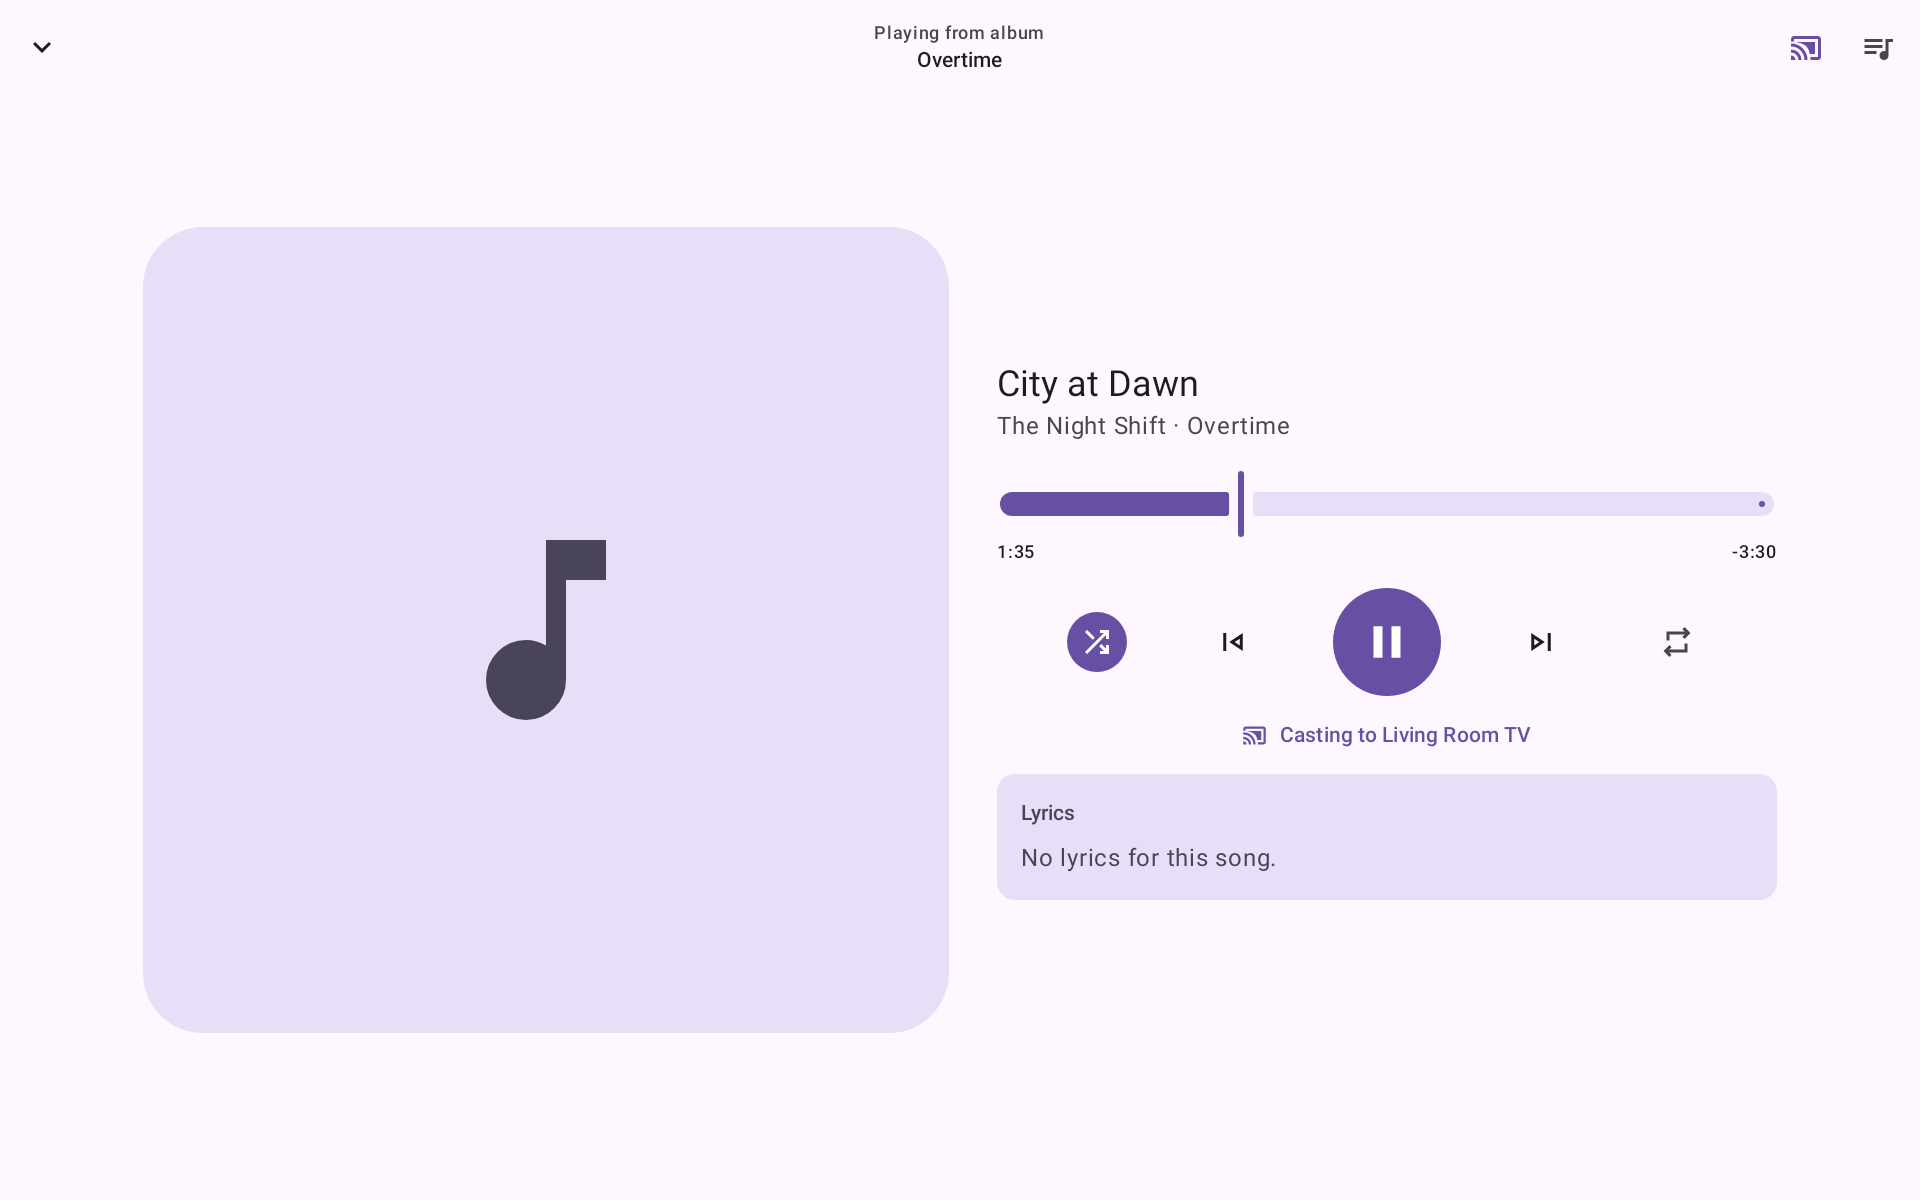 Playing from album
Overtime
City at Dawn
The Night Shift · Overtime
1:35
-3:30
Casting to Living Room TV
Lyrics
No lyrics for this song.